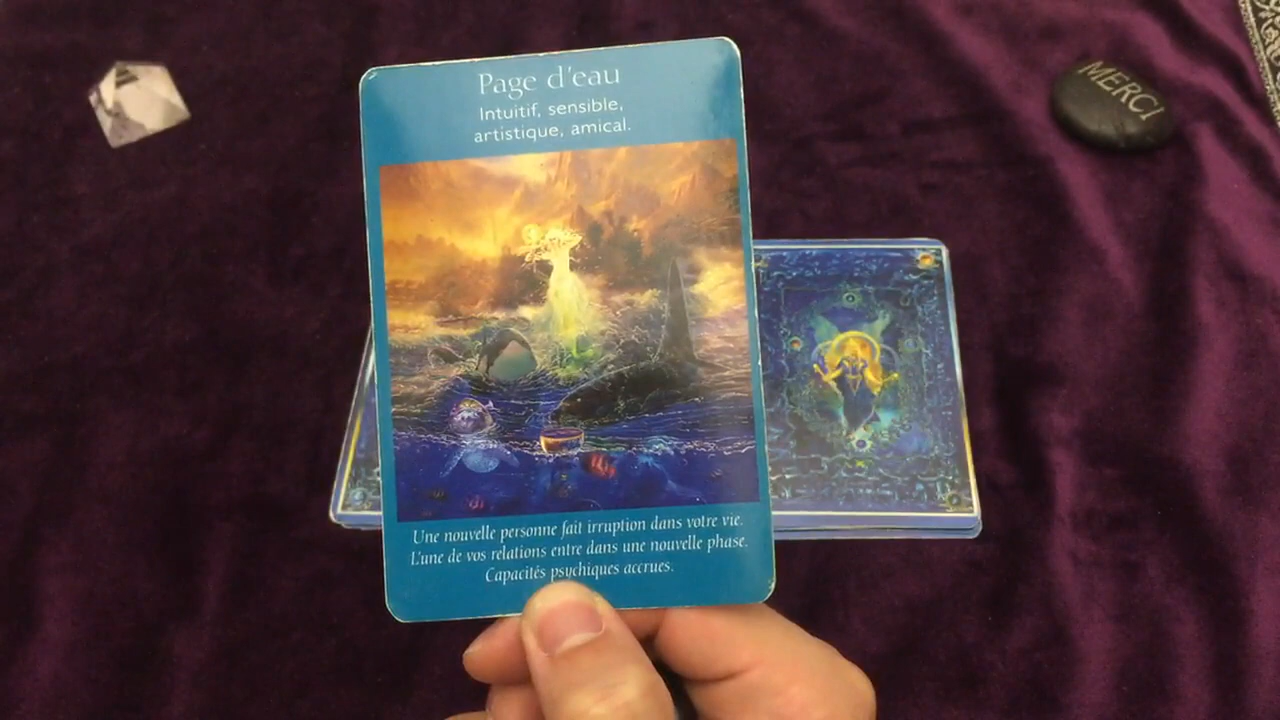 Page d'eau
Intuitif, sensible,
artistique, amical.
MERCI
Une nouvelle personne fait irruption dans votre vie.
L'une de vos relations entre dans une nouvelle phase.
Capacités psychiques accrues.